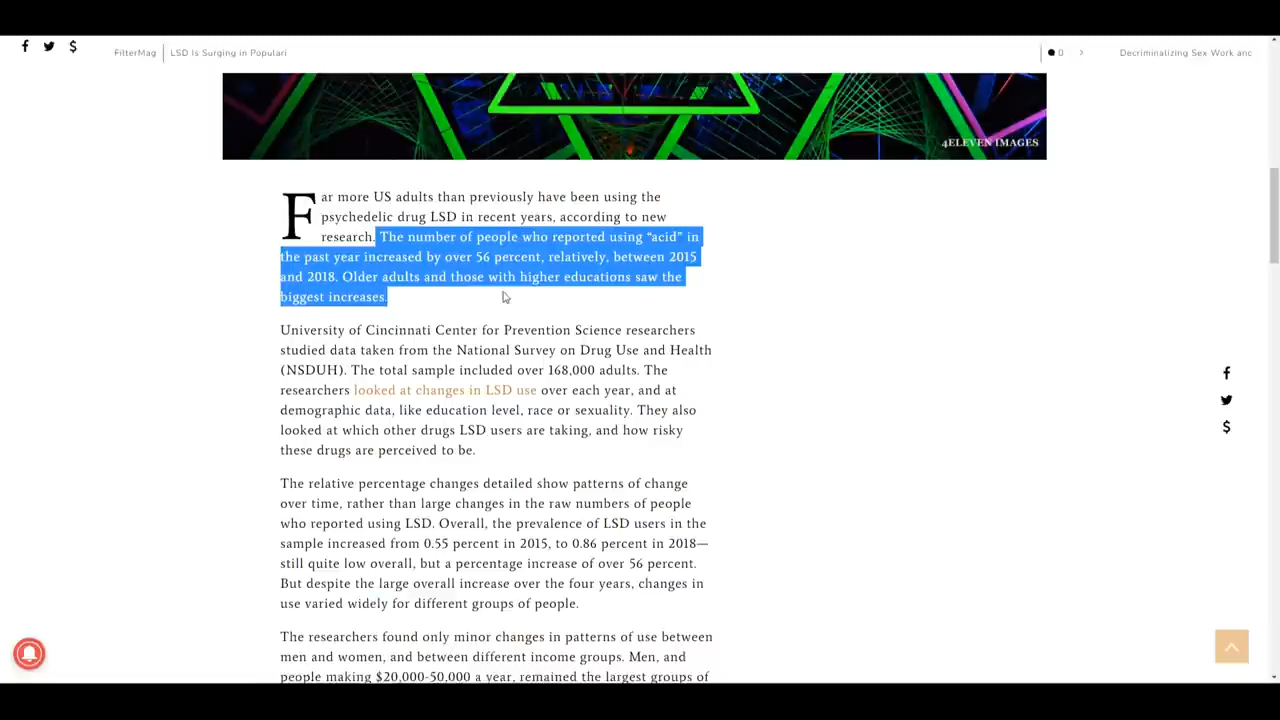 FilterMag
LSD Is Surging in Populari
0
Decriminalizing Sex Work anc
4ELEVEN IMAGES
Far more US adults than previously have been using the
psychedelic drug LSD in recent years, according to new
research. The number of people who reported using “acid” in
the past year increased by over 56 percent, relatively, between 2015
and 2018. Older adults and those with higher educations saw the
biggest increases.
University of Cincinnati Center for Prevention Science researchers
studied data taken from the National Survey on Drug Use and Health
(NSDUH). The total sample included over 168,000 adults. The
researchers looked at changes in LSD use over each year, and at
demographic data, like education level, race or sexuality. They also
looked at which other drugs LSD users are taking, and how risky
these drugs are perceived to be.
The relative percentage changes detailed show patterns of change
over time, rather than large changes in the raw numbers of people
who reported using LSD. Overall, the prevalence of LSD users in the
sample increased from 0.55 percent in 2015, to 0.86 percent in 2018—
still quite low overall, but a percentage increase of over 56 percent.
But despite the large overall increase over the four years, changes in
use varied widely for different groups of people.
The researchers found only minor changes in patterns of use between
men and women, and between different income groups. Men, and
people making $20,000-50,000 a year, remained the largest groups of